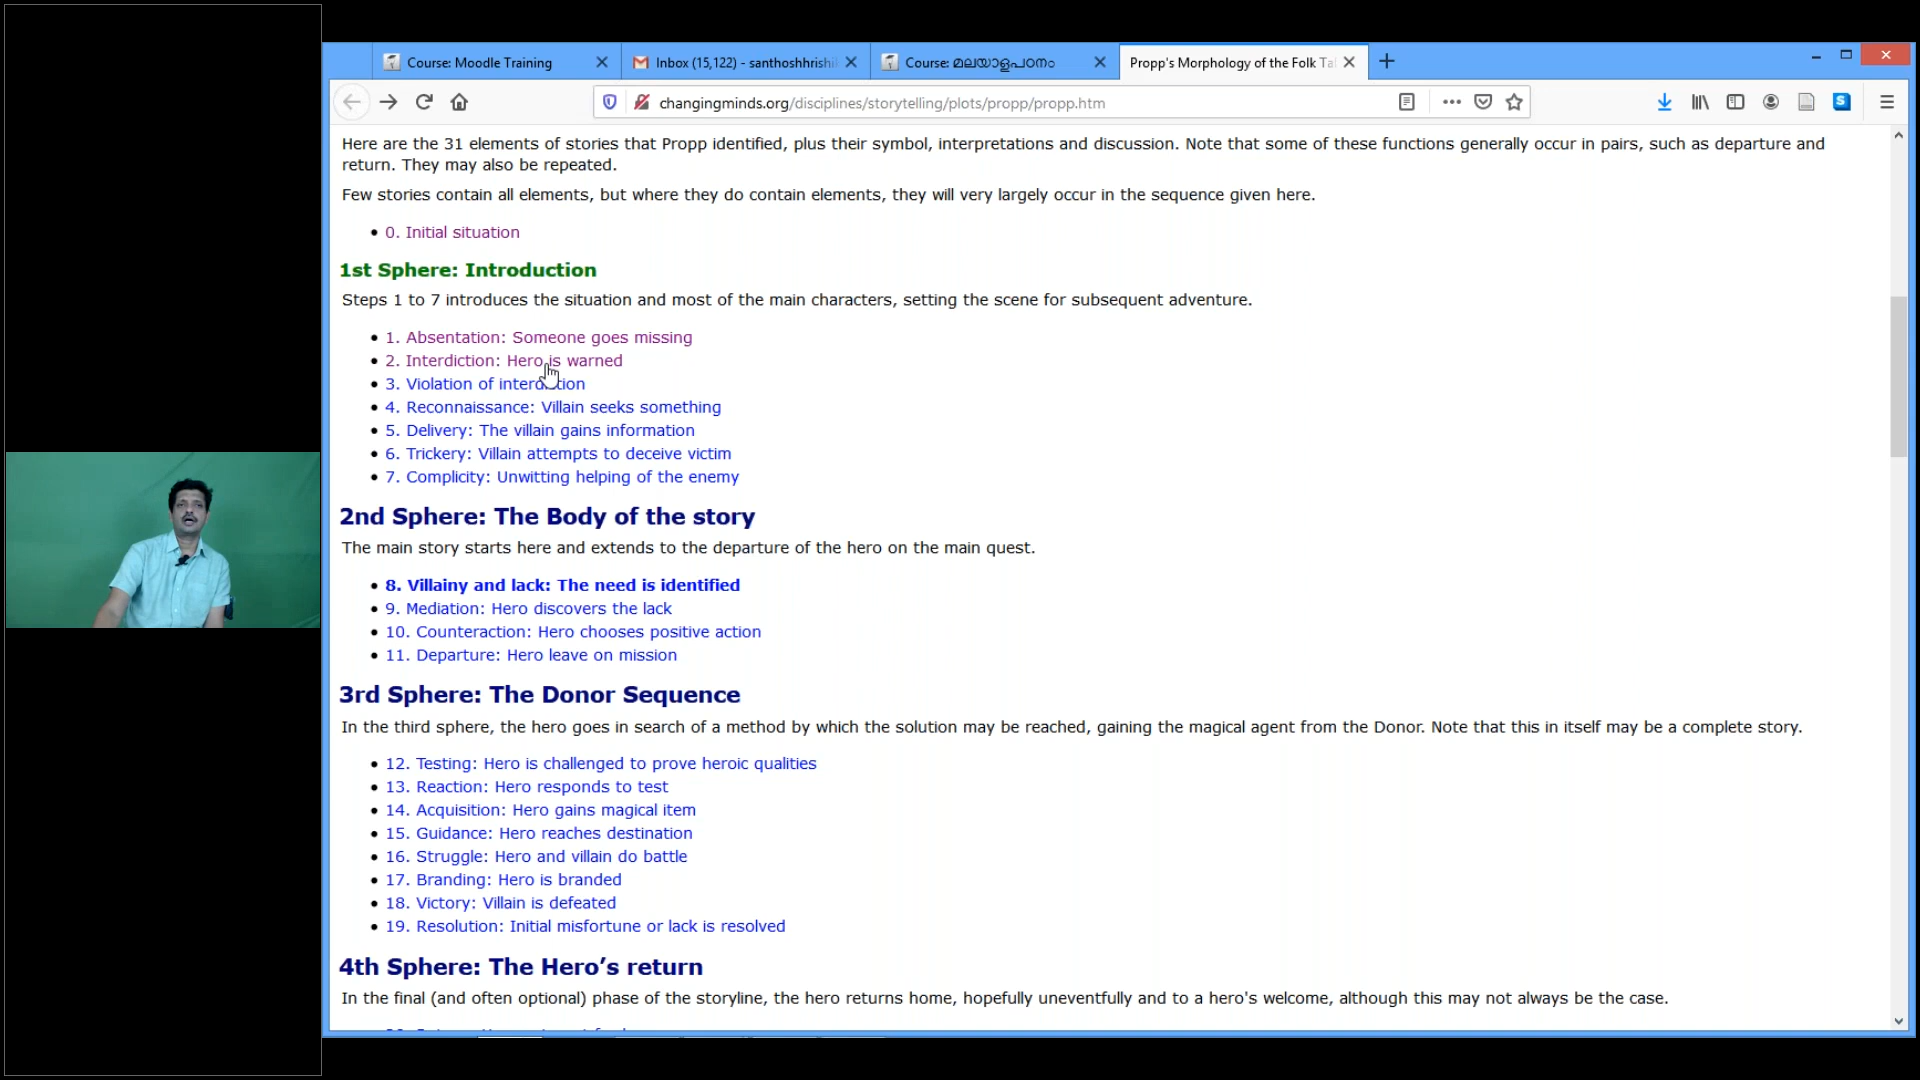 Course: Moodle Training
Inbox (15,122) - santhoshhrishi
Course: മലയാളപഠനം
Propp's Morphology of the Folk Tal
changingminds.org/disciplines/storytelling/plots/propp/propp.htm
Here are the 31 elements of stories that Propp identified, plus their symbol, interpretations and discussion. Note that some of these functions generally occur in pairs, such as departure and
return. They may also be repeated.
Few stories contain all elements, but where they do contain elements, they will very largely occur in the sequence given here.
0. Initial situation
1st Sphere: Introduction
Steps 1 to 7 introduces the situation and most of the main characters, setting the scene for subsequent adventure.
1. Absentation: Someone goes missing
2. Interdiction: Hero is warned
3. Violation of interdiction
4. Reconnaissance: Villain seeks something
5. Delivery: The villain gains information
6. Trickery: Villain attempts to deceive victim
7. Complicity: Unwitting helping of the enemy
2nd Sphere: The Body of the story
The main story starts here and extends to the departure of the hero on the main quest.
8. Villainy and lack: The need is identified
9. Mediation: Hero discovers the lack
10. Counteraction: Hero chooses positive action
11. Departure: Hero leave on mission
3rd Sphere: The Donor Sequence
In the third sphere, the hero goes in search of a method by which the solution may be reached, gaining the magical agent from the Donor. Note that this in itself may be a complete story.
12. Testing: Hero is challenged to prove heroic qualities
13. Reaction: Hero responds to test
14. Acquisition: Hero gains magical item
15. Guidance: Hero reaches destination
16. Struggle: Hero and villain do battle
17. Branding: Hero is branded
18. Victory: Villain is defeated
19. Resolution: Initial misfortune or lack is resolved
4th Sphere: The Hero’s return
In the final (and often optional) phase of the storyline, the hero returns home, hopefully uneventfully and to a hero's welcome, although this may not always be the case.